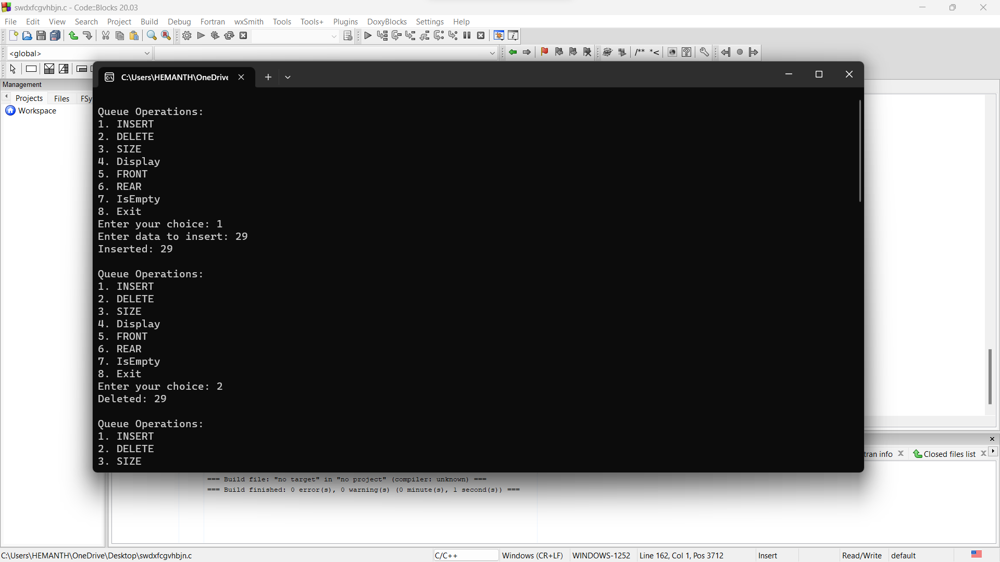 swdxfcgvhbjn.c - Code::Blocks 20.03
File Edit View Search Project Build Debug Fortran wxSmith Tools Tools+ Plugins DoxyBlocks Settings Help
<global>
/** *<
Management
Projects Files FSy
Workspace
C:\Users\HEMANTH\OneDrive
Queue Operations:
1. INSERT
2. DELETE
3. SIZE
4. Display
5. FRONT
6. REAR
7. IsEmpty
8. Exit
Enter your choice: 1
Enter data to insert: 29
Inserted: 29
Queue Operations:
1. INSERT
2. DELETE
3. SIZE
4. Display
5. FRONT
6. REAR
7. IsEmpty
8. Exit
Enter your choice: 2
Deleted: 29
Queue Operations:
1. INSERT
2. DELETE
3. SIZE
tran info Closed files list
=== Build file: "no target" in "no project" (compiler: unknown) ===
=== Build finished: 0 error(s), 0 warning(s) (0 minute(s), 1 second(s)) ===
C:\Users\HEMANTH\OneDrive\Desktop\swdxfcgvhbjn.c C/C++ Windows (CR+LF) WINDOWS-1252 Line 162, Col 1, Pos 3712 Insert Read/Write default